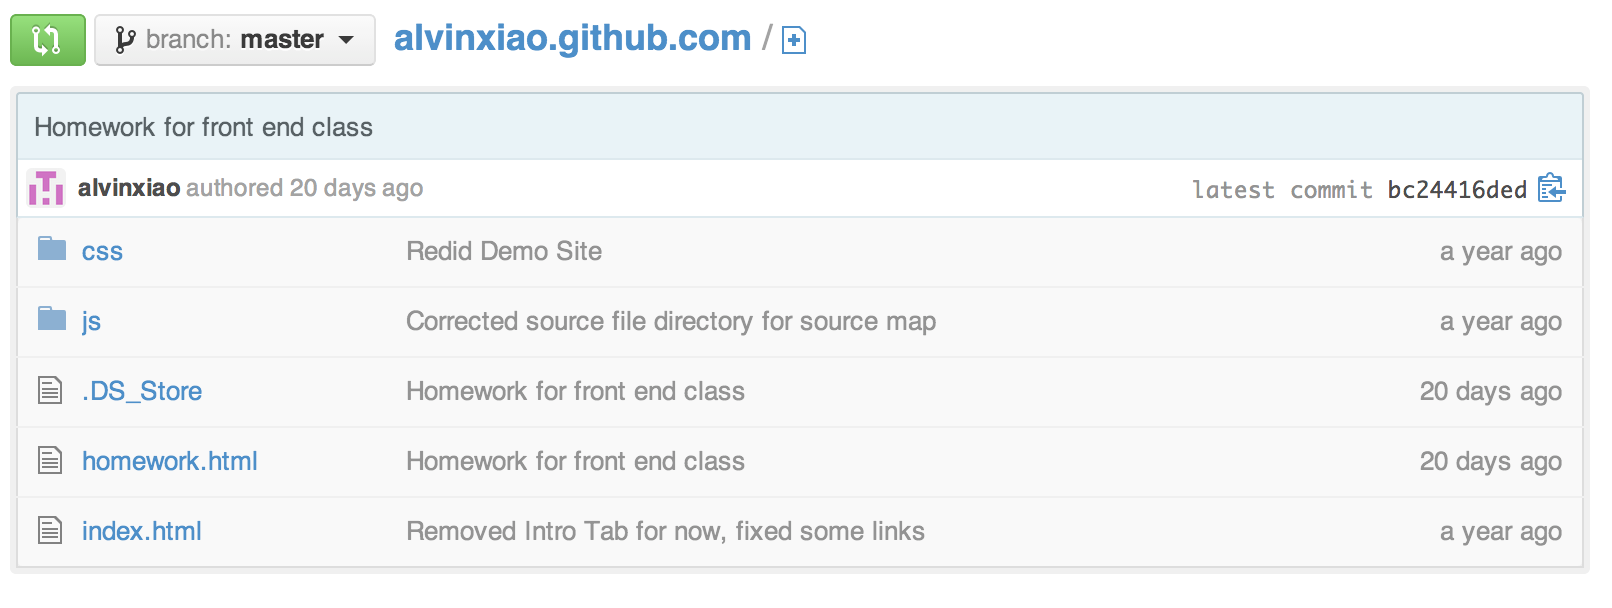 branch: master alvinxiao.github.com /
Homework for front end class
alvinxiao authored 20 days ago latest commit bc24416ded
css Redid Demo Site a year ago
js Corrected source file directory for source map a year ago
.DS_Store Homework for front end class 20 days ago
homework.html Homework for front end class 20 days ago
index.html Removed Intro Tab for now, fixed some links a year ago